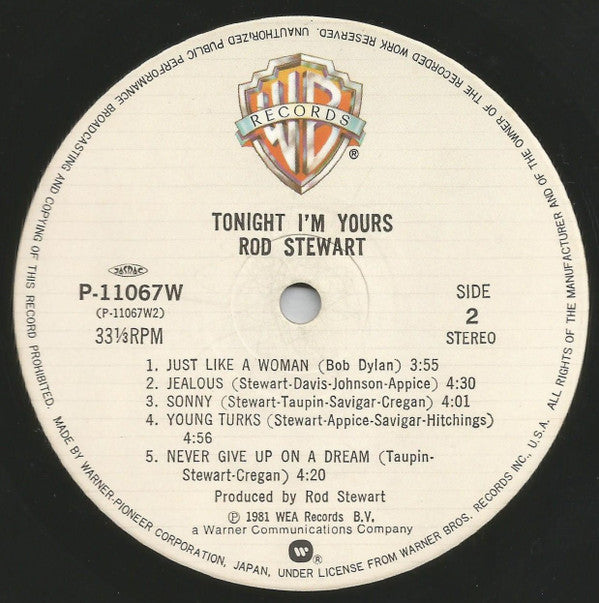 WB
RECORDS
®
TONIGHT I'M YOURS
ROD STEWART
JASRAC
P-11067W
(P-11067W2)
33⅓RPM
SIDE
2
STEREO
1. JUST LIKE A WOMAN (Bob Dylan) 3:55
2. JEALOUS (Stewart-Davis-Johnson-Appice) 4:30
3. SONNY (Stewart-Taupin-Savigar-Cregan) 4:01
4. YOUNG TURKS (Stewart-Appice-Savigar-Hitchings)
4:56
5. NEVER GIVE UP ON A DREAM (Taupin-
Stewart-Cregan) 4:20
Produced by Rod Stewart
℗ 1981 WEA Records B.V.
a Warner Communications Company
W ®
MADE BY WARNER-PIONEER CORPORATION, JAPAN, UNDER LICENSE FROM WARNER BROS. RECORDS INC., U.S.A. ALL RIGHTS OF THE MANUFACTURER AND OF THE OWNER OF THE RECORDED WORK RESERVED. UNAUTHORIZED PUBLIC PERFORMANCE BROADCASTING AND COPYING OF THIS RECORD PROHIBITED.